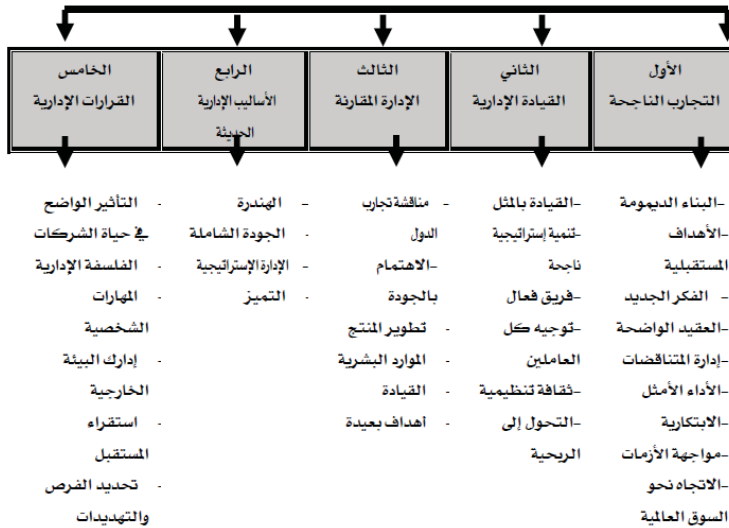 الأول
التجارب الناجحة
الثاني
القيادة الإدارية
الثالث
الإدارة المقارنة
الرابع
الأساليب الإدارية
الحديثة
الخامس
القرارات الإدارية
-البناء الديمومة
-الأهداف
المستقبلية
- الفكر الجديد
-العقيد الواضحة
-إدارة المتناقضات
-الأداء الأمثل
-الابتكارية
-مواجهة الأزمات
-الاتجاه نحو
السوق العالمية
-القيادة بالمثل
-تنمية إستراتيجية
ناجحة
-فريق فعال
-توجيه كل
العاملين
-ثقافة تنظيمية
-التحول إلى
الربحية
- مناقشة تجارب
الدول
-الاهتمام
بالجودة
- تطوير المنتج
- الموارد البشرية
- القيادة
- أهداف بعيدة
- الهندرة
- الجودة الشاملة
- الإدارة الإستراتيجية
- التميز
- التأثير الواضح
في حياة الشركات
- الفلسفة الإدارية
- المهارات
الشخصية
- إدارك البيئة
الخارجية
- استقراء
المستقبل
- تحديد الفرص
والتهديدات